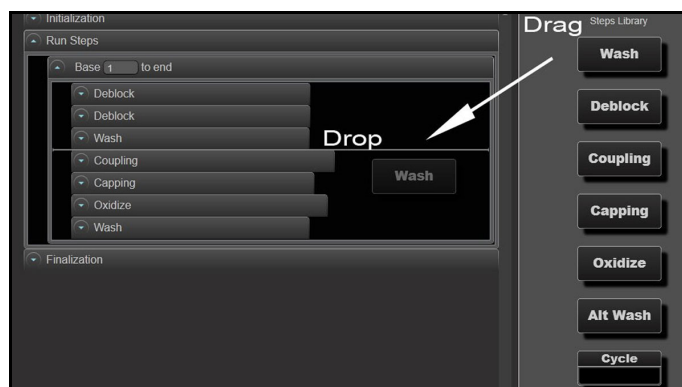 Initialization
Run Steps
Base 1 to end
Deblock
Deblock
Wash
Coupling
Capping
Oxidize
Wash
Finalization
Drag
Drop
Wash
Steps Library
Wash
Deblock
Coupling
Capping
Oxidize
Alt Wash
Cycle